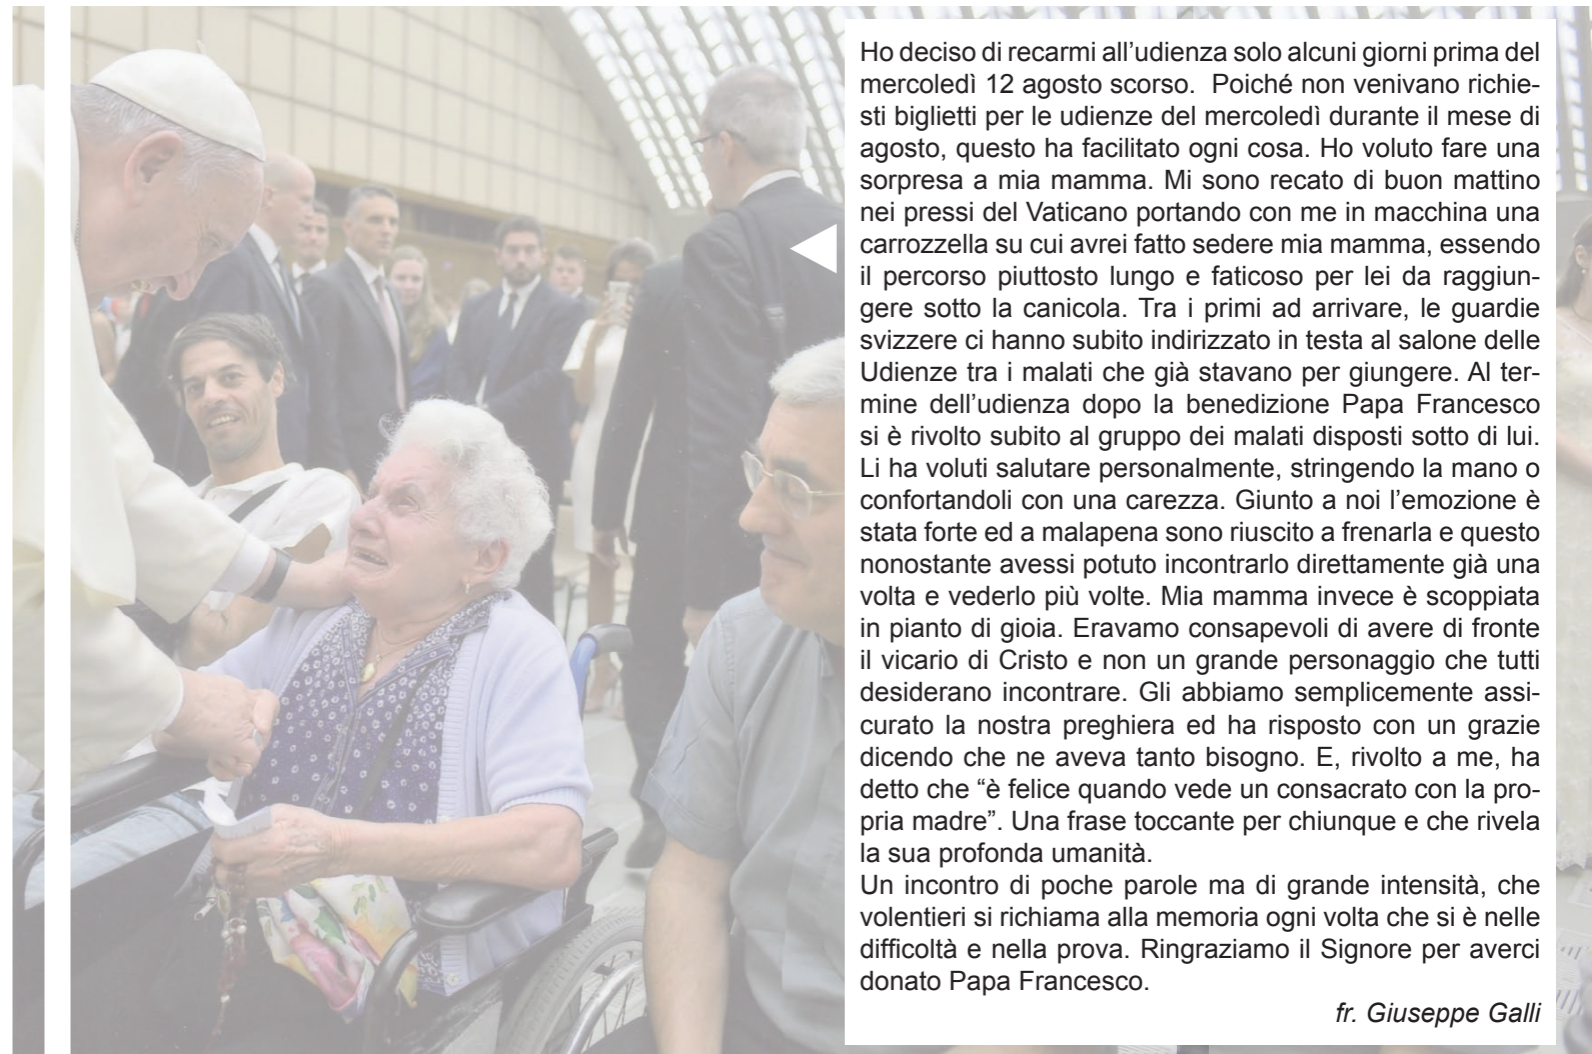 Ho deciso di recarmi all’udienza solo alcuni giorni prima del
mercoledì 12 agosto scorso.  Poiché non venivano richie-
sti biglietti per le udienze del mercoledì durante il mese di
agosto, questo ha facilitato ogni cosa. Ho voluto fare una
sorpresa a mia mamma. Mi sono recato di buon mattino
nei pressi del Vaticano portando con me in macchina una
carrozzella su cui avrei fatto sedere mia mamma, essendo
il percorso piuttosto lungo e faticoso per lei da raggiun-
gere sotto la canicola. Tra i primi ad arrivare, le guardie
svizzere ci hanno subito indirizzato in testa al salone delle
Udienze tra i malati che già stavano per giungere. Al ter-
mine dell’udienza dopo la benedizione Papa Francesco
si è rivolto subito al gruppo dei malati disposti sotto di lui.
Li ha voluti salutare personalmente, stringendo la mano o
confortandoli con una carezza. Giunto a noi l’emozione è
stata forte ed a malapena sono riuscito a frenarla e questo
nonostante avessi potuto incontrarlo direttamente già una
volta e vederlo più volte. Mia mamma invece è scoppiata
in pianto di gioia. Eravamo consapevoli di avere di fronte
il vicario di Cristo e non un grande personaggio che tutti
desiderano incontrare. Gli abbiamo semplicemente assi-
curato la nostra preghiera ed ha risposto con un grazie
dicendo che ne aveva tanto bisogno. E, rivolto a me, ha
detto che “è felice quando vede un consacrato con la pro-
pria madre”. Una frase toccante per chiunque e che rivela
la sua profonda umanità.
Un incontro di poche parole ma di grande intensità, che
volentieri si richiama alla memoria ogni volta che si è nelle
difficoltà e nella prova. Ringraziamo il Signore per averci
donato Papa Francesco.
fr. Giuseppe Galli